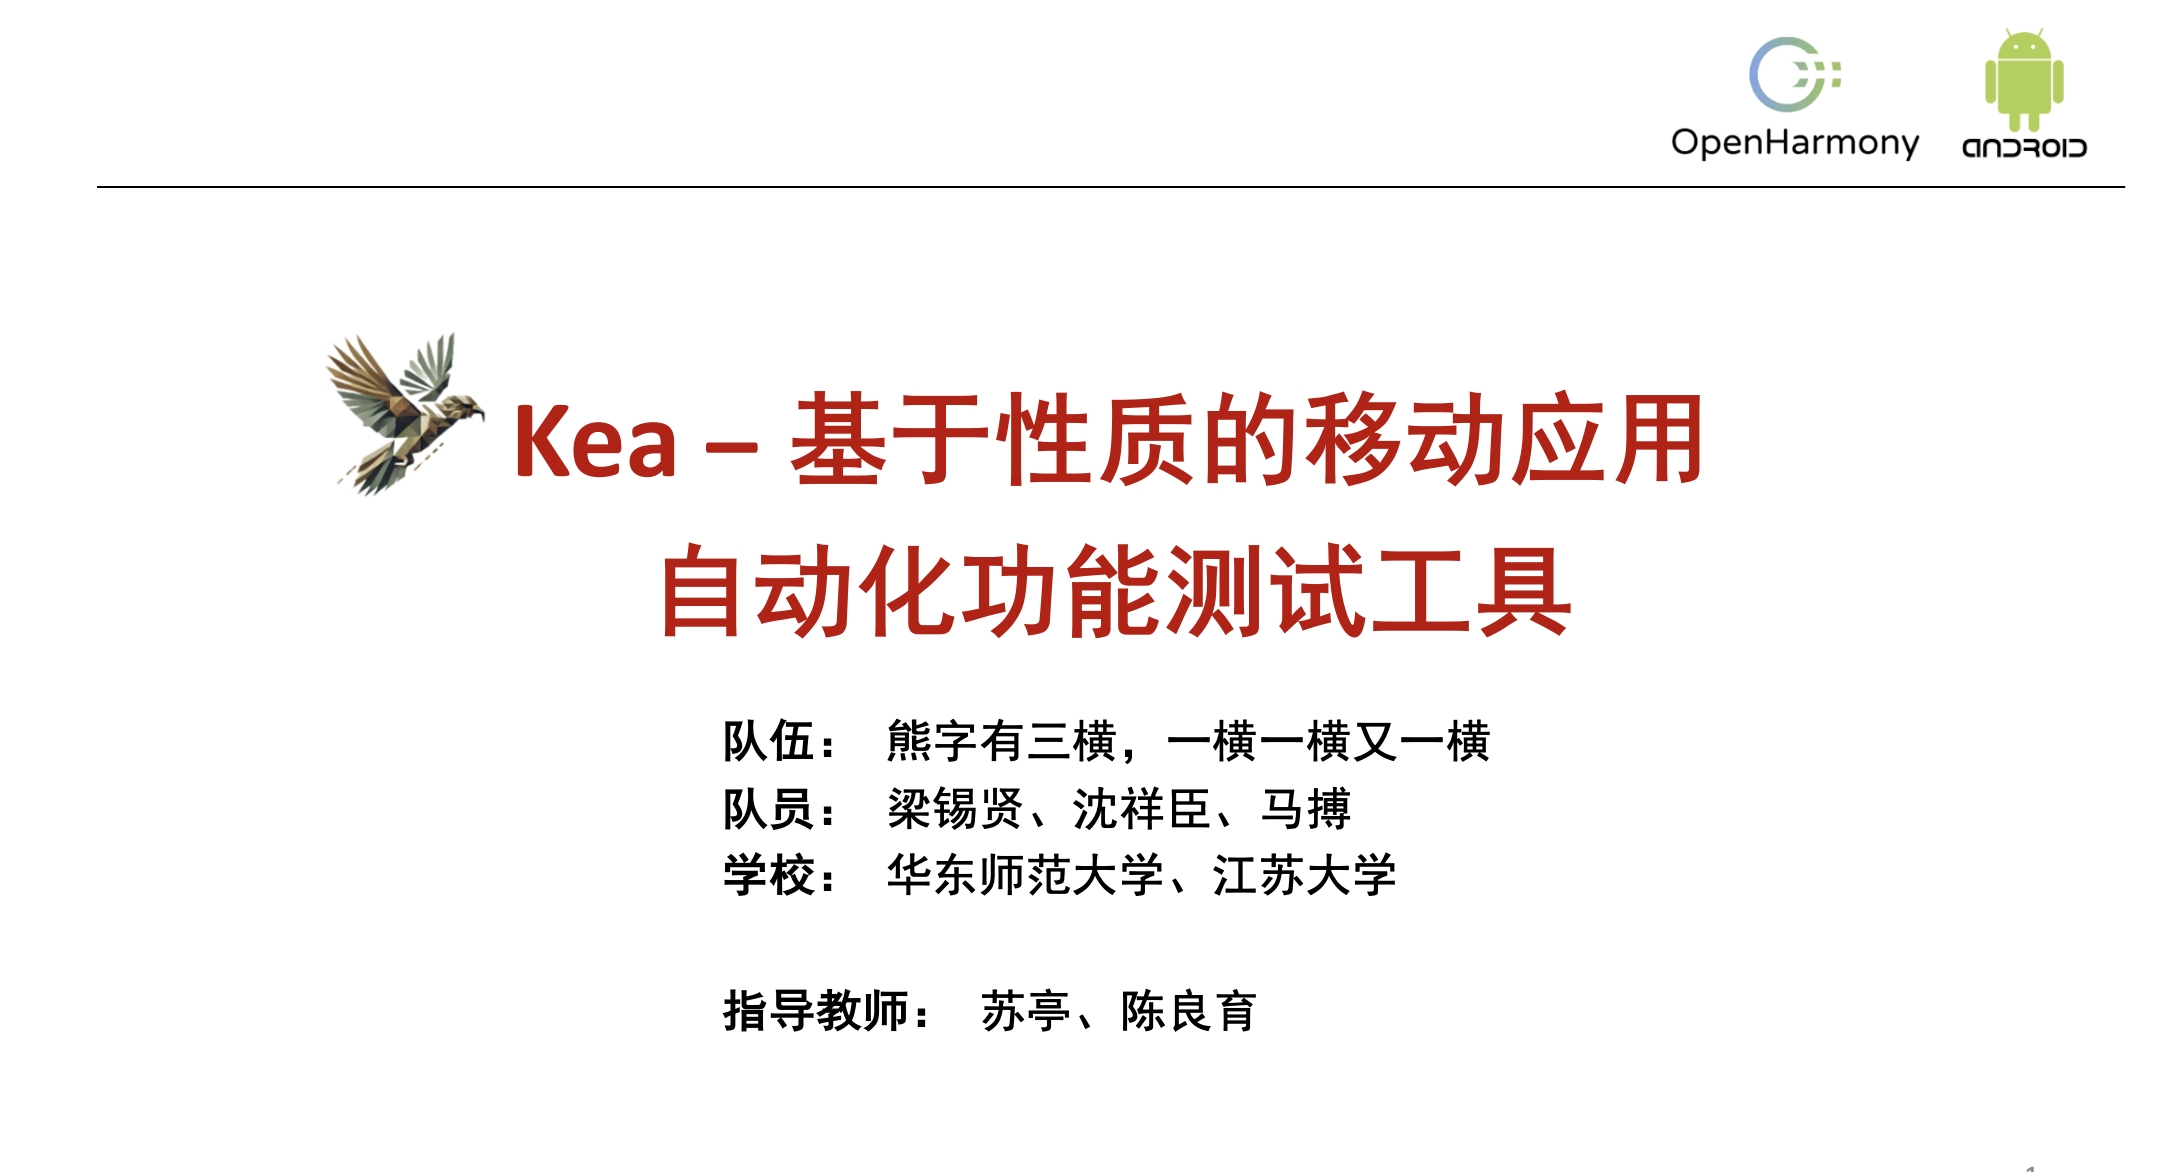 OpenHarmony
ANDROID
Kea – 基于性质的移动应用
自动化功能测试工具
队伍： 熊字有三横，一横一横又一横
队员： 梁锡贤、沈祥臣、马搏
学校： 华东师范大学、江苏大学
指导教师： 苏亭、陈良育